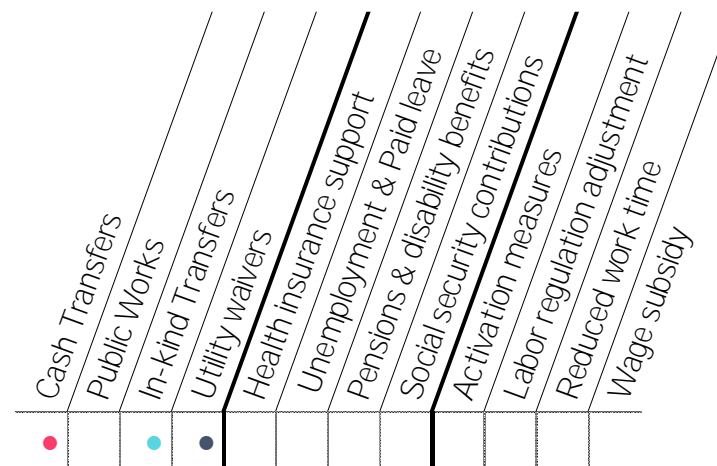 Cash Transfers
Public Works
In-kind Transfers
Utility waivers
Health insurance support
Unemployment & Paid leave
Pensions & disability benefits
Social security contributions
Activation measures
Labor regulation adjustment
Reduced work time
Wage subsidy